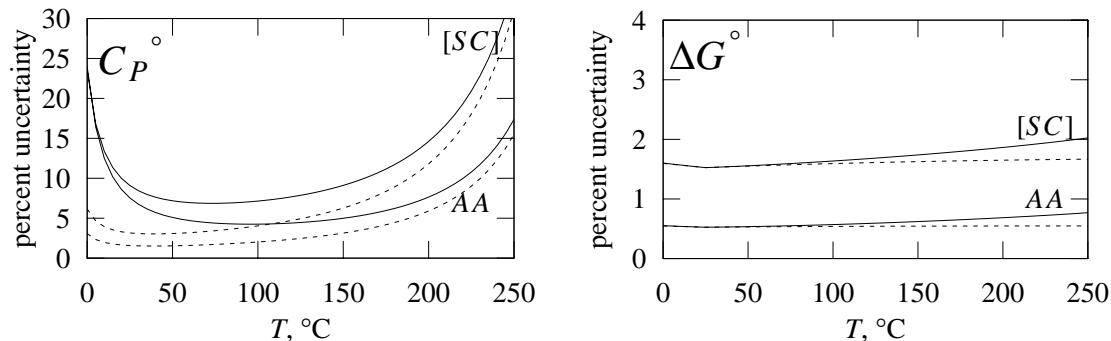 percent uncertainty
30
25
20
15
10
5
0
C_P°
[SC]
AA
0 50 100 150 200 250
T, °C
percent uncertainty
4
3
2
1
0
ΔG°
[SC]
AA
0 50 100 150 200 250
T, °C